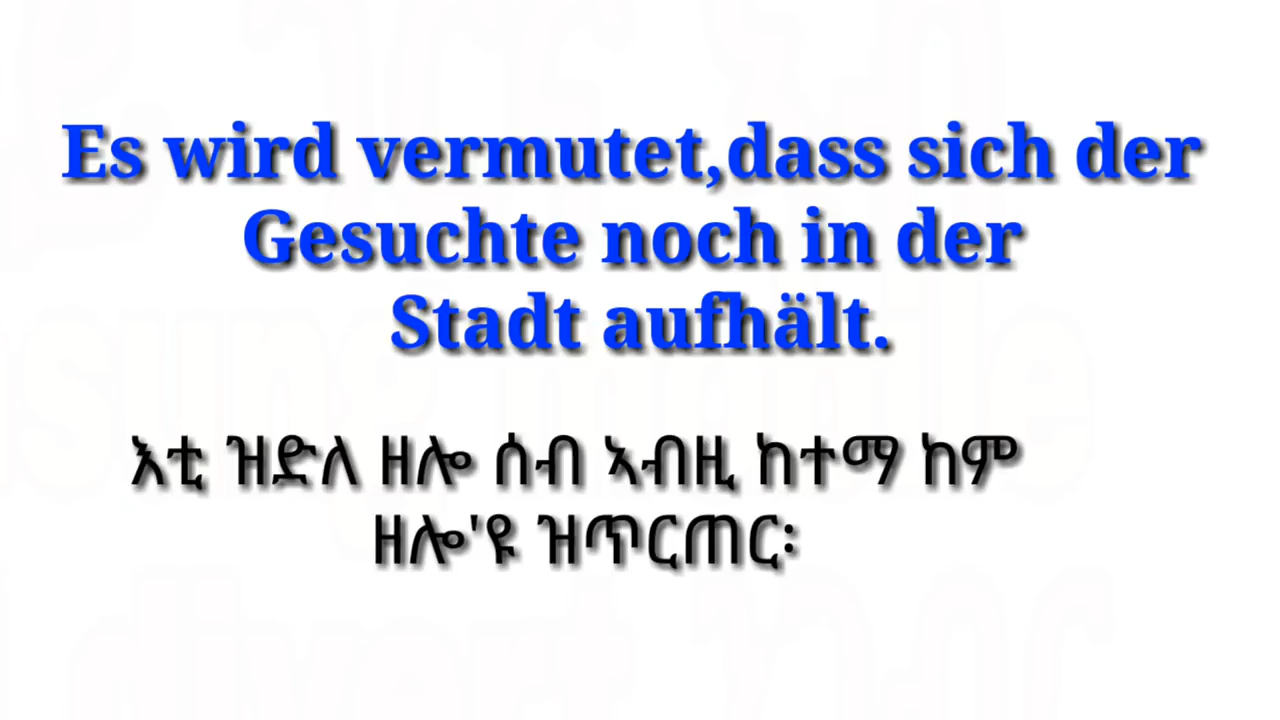 Es wird vermutet,dass sich der
Gesuchte noch in der
Stadt aufhält.
እቲ ዝድለ ዘሎ ሰብ ኣብዚ ከተማ ከም
ዘሎ'ዩ ዝጥርጠር፡